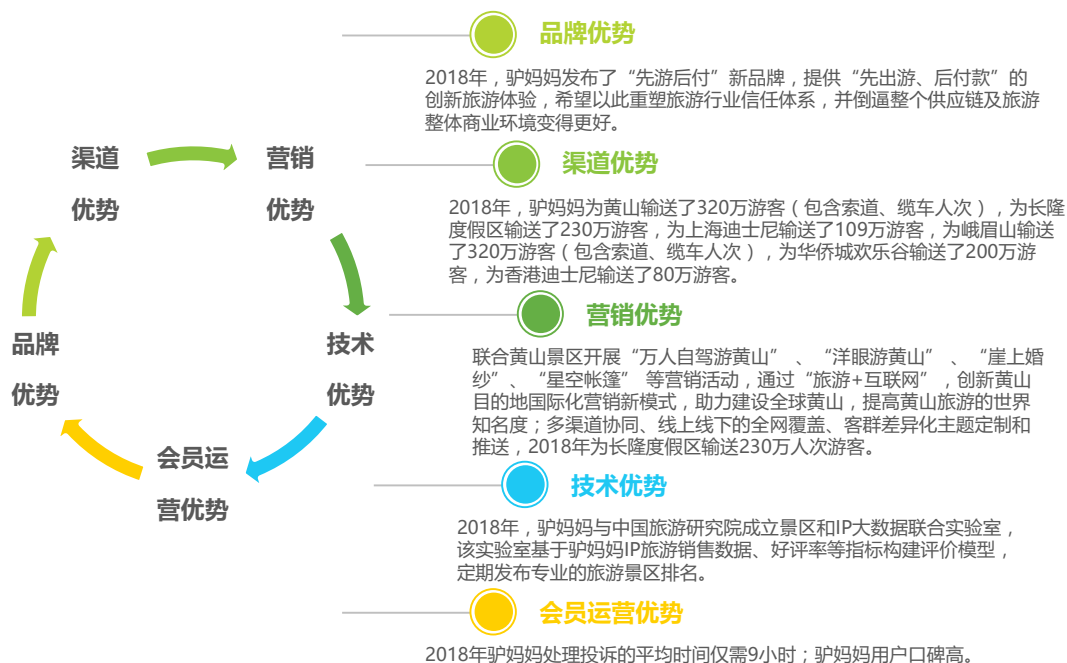 渠道
优势
营销
优势
技术
优势
会员运
营优势
品牌
优势
品牌优势
2018年，驴妈妈发布了“先游后付”新品牌，提供“先出游、后付款”的
创新旅游体验，希望以此重塑旅游行业信任体系，并倒逼整个供应链及旅游
整体商业环境变得更好。
渠道优势
2018年，驴妈妈为黄山输送了320万游客（包含索道、缆车人次），为长隆
度假区输送了230万游客，为上海迪士尼输送了109万游客，为峨眉山输送
了320万游客（包含索道、缆车人次），为华侨城欢乐谷输送了200万游
客，为香港迪士尼输送了80万游客。
营销优势
联合黄山景区开展“万人自驾游黄山”、“洋眼游黄山”、“崖上婚
纱”、“星空帐篷”等营销活动，通过“旅游+互联网”，创新黄山
目的地国际化营销新模式，助力建设全球黄山，提高黄山旅游的世界
知名度；多渠道协同、线上线下的全网覆盖、客群差异化主题定制和
推送，2018年为长隆度假区输送230万人次游客。
技术优势
2018年，驴妈妈与中国旅游研究院成立景区和IP大数据联合实验室，
该实验室基于驴妈妈IP旅游销售数据、好评率等指标构建评价模型，
定期发布专业的旅游景区排名。
会员运营优势
2018年驴妈妈处理投诉的平均时间仅需9小时；驴妈妈用户口碑高。